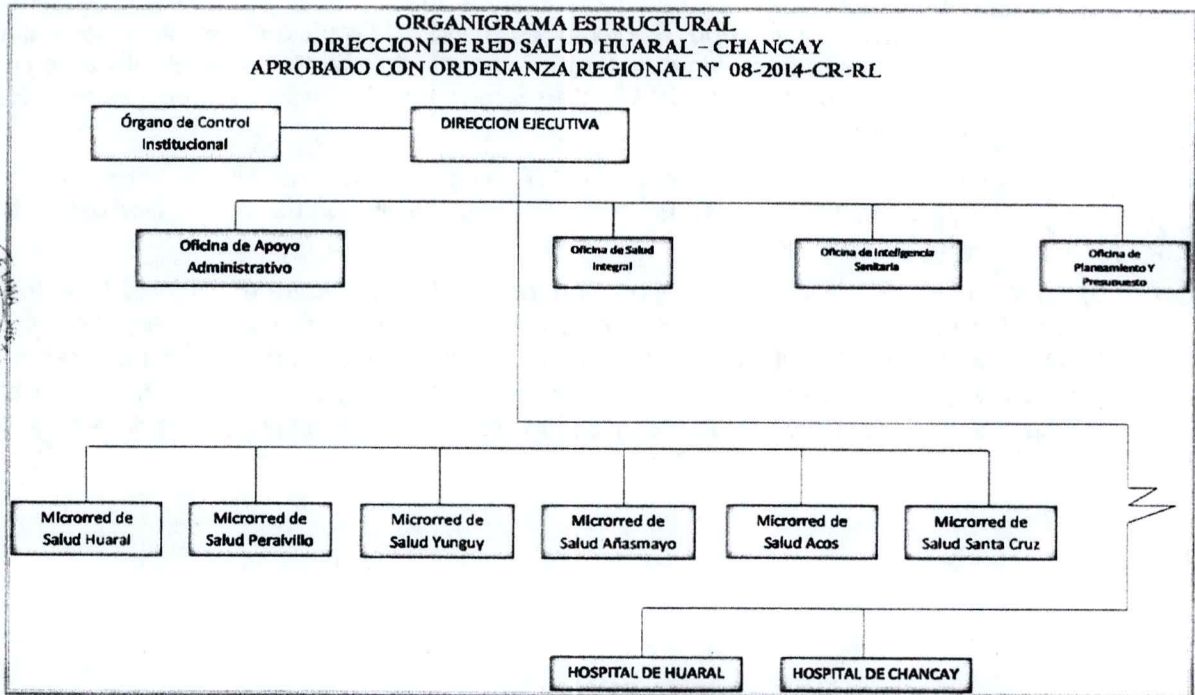 ORGANIGRAMA ESTRUCTURAL
DIRECCION DE RED SALUD HUARAL – CHANCAY
APROBADO CON ORDENANZA REGIONAL N° 08-2014-CR-RL
Órgano de Control
Institucional
DIRECCION EJECUTIVA
Oficina de Apoyo
Administrativo
Oficina de Salud
Integral
Oficina de Inteligencia
Sanitaria
Oficina de
Planeamiento Y
Presupuesto
Microrred de
Salud Huaral
Microrred de
Salud Peralvillo
Microrred de
Salud Yunguy
Microrred de
Salud Añasmayo
Microrred de
Salud Acos
Microrred de
Salud Santa Cruz
HOSPITAL DE HUARAL
HOSPITAL DE CHANCAY